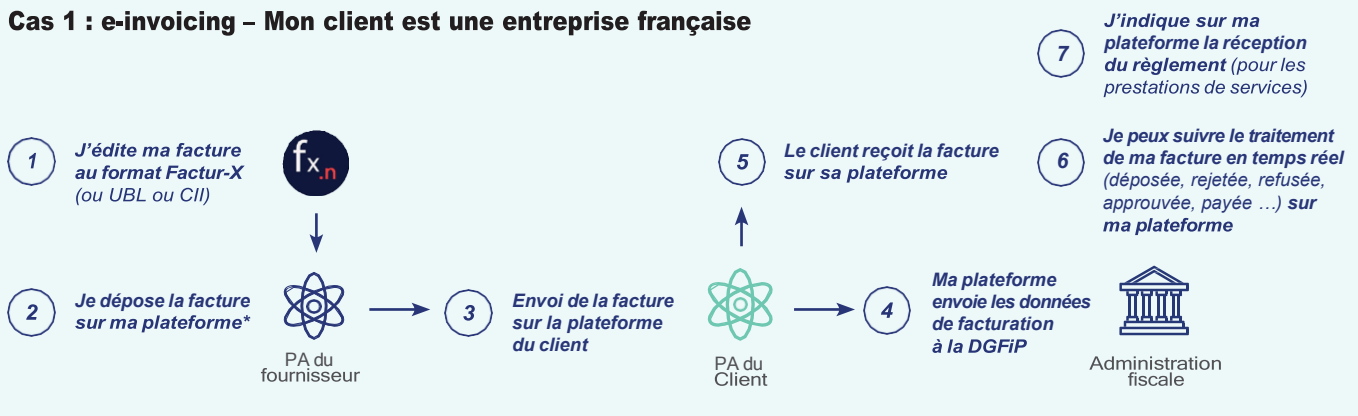 Cas 1 : e-invoicing – Mon client est une entreprise française
1
J'édite ma facture
au format Factur-X
(ou UBL ou CII)
fx.n
2
Je dépose la facture
sur ma plateforme*
PA du
fournisseur
3
Envoi de la facture
sur la plateforme
du client
PA du
Client
4
Ma plateforme
envoie les données
de facturation
à la DGFiP
Administration
fiscale
5
Le client reçoit la facture
sur sa plateforme
6
Je peux suivre le traitement
de ma facture en temps réel
(déposée, rejetée, refusée,
approuvée, payée …) sur
ma plateforme
7
J'indique sur ma
plateforme la réception
du règlement (pour les
prestations de services)